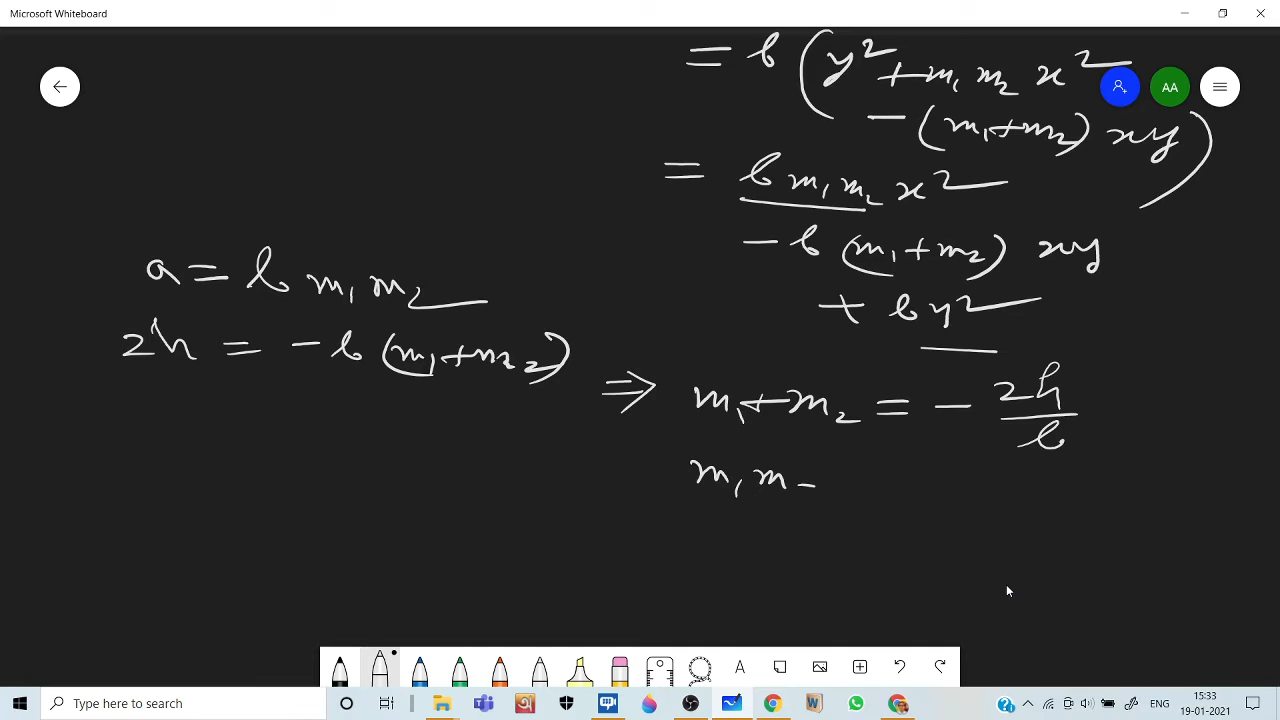 Microsoft Whiteboard
= b (y² + m₁ m₂ x²
- (m₁+m₂) xy)
AA
= b m₁ m₂ x²
- b (m₁+m₂) xy
+ b y²
a = b m₁ m₂
2h = - b (m₁+m₂)
⇒ m₁+m₂ = - 2h/b
m₁ m -
A
Type here to search
ENG
15:33
19-01-2021